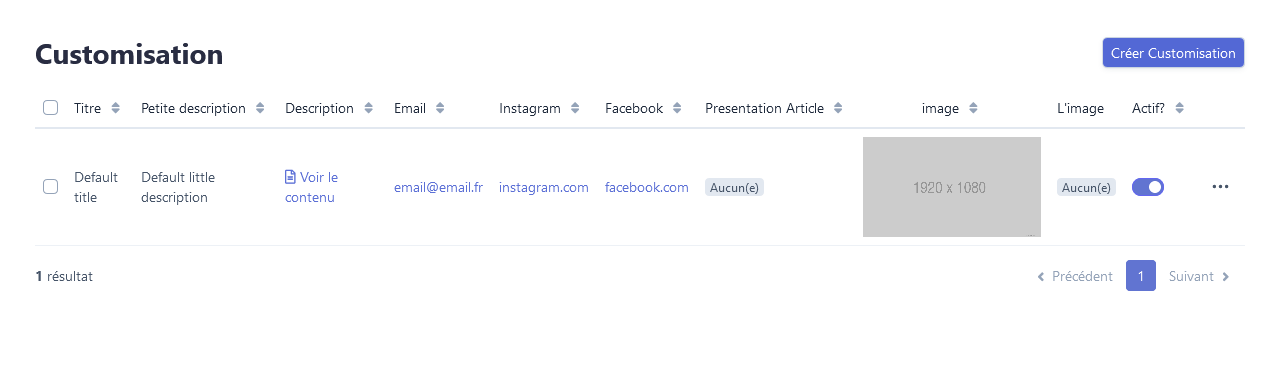 Customisation
Créer Customisation
Titre Petite description Description Email Instagram Facebook Presentation Article image L'image Actif?
Default title
Default little description
Voir le contenu
email@email.fr
instagram.com
facebook.com
Aucun(e)
1920 x 1080
Aucun(e)
1 résultat
Précédent 1 Suivant